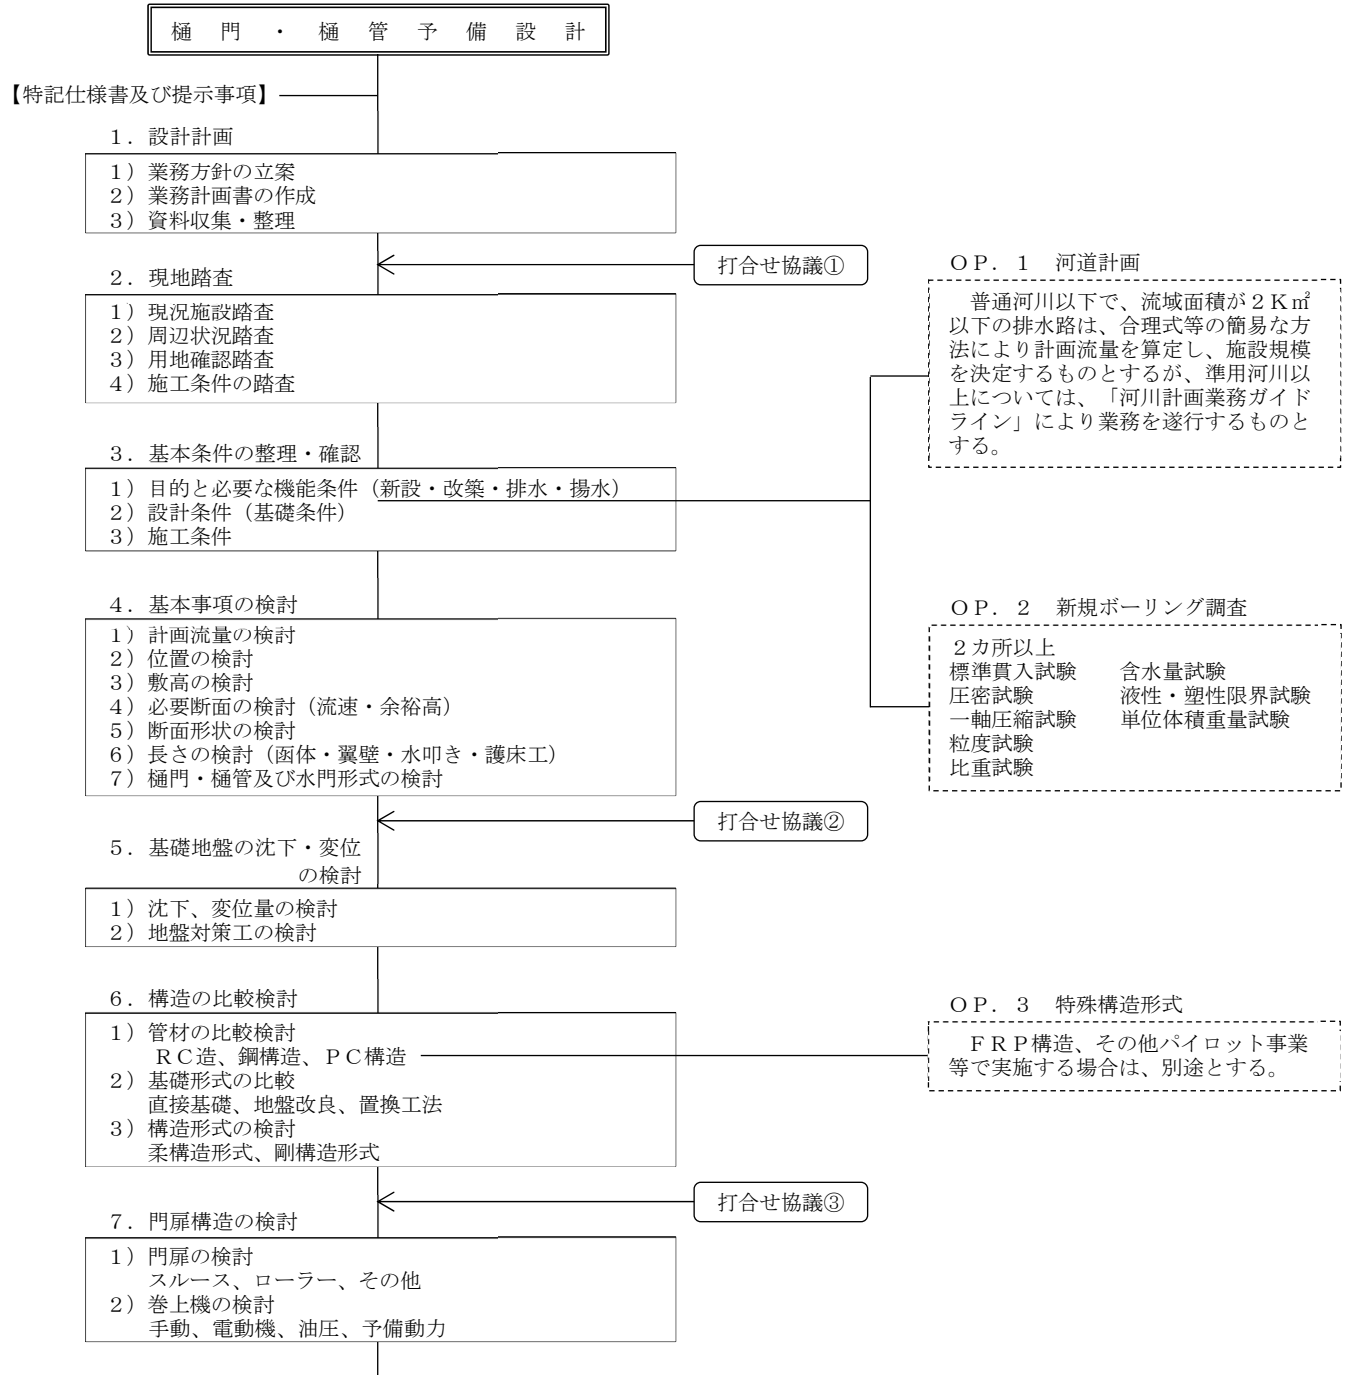 樋門・樋管予備設計
【特記仕様書及び提示事項】
１．設計計画
１）業務方針の立案
２）業務計画書の作成
３）資料収集・整理
打合せ協議①
２．現地踏査
１）現況施設踏査
２）周辺状況踏査
３）用地確認踏査
４）施工条件の踏査
ＯＰ．１　河道計画
普通河川以下で、流域面積が２Ｋ㎡
以下の排水路は、合理式等の簡易な方
法により計画流量を算定し、施設規模
を決定するものとするが、準用河川以
上については、「河川計画業務ガイド
ライン」により業務を遂行するものと
する。
３．基本条件の整理・確認
１）目的と必要な機能条件（新設・改築・排水・揚水）
２）設計条件（基礎条件）
３）施工条件
４．基本事項の検討
１）計画流量の検討
２）位置の検討
３）敷高の検討
４）必要断面の検討（流速・余裕高）
５）断面形状の検討
６）長さの検討（函体・翼壁・水叩き・護床工）
７）樋門・樋管及び水門形式の検討
ＯＰ．２　新規ボーリング調査
２カ所以上
標準貫入試験　　含水量試験
圧密試験　　　　液性・塑性限界試験
一軸圧縮試験　　単位体積重量試験
粒度試験
比重試験
打合せ協議②
５．基礎地盤の沈下・変位
の検討
１）沈下、変位量の検討
２）地盤対策工の検討
６．構造の比較検討
１）管材の比較検討
ＲＣ造、鋼構造、ＰＣ構造
２）基礎形式の比較
直接基礎、地盤改良、置換工法
３）構造形式の検討
柔構造形式、剛構造形式
ＯＰ．３　特殊構造形式
ＦＲＰ構造、その他パイロット事業
等で実施する場合は、別途とする。
打合せ協議③
７．門扉構造の検討
１）門扉の検討
スルース、ローラー、その他
２）巻上機の検討
手動、電動機、油圧、予備動力